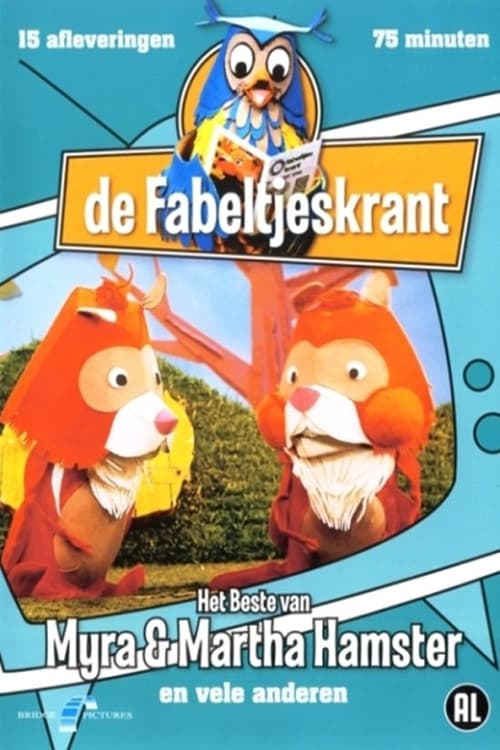 15 afleveringen
75 minuten
de Fabeltjeskrant
Het Beste van
Myra & Martha Hamster
en vele anderen
BRIDGE PICTURES
AL